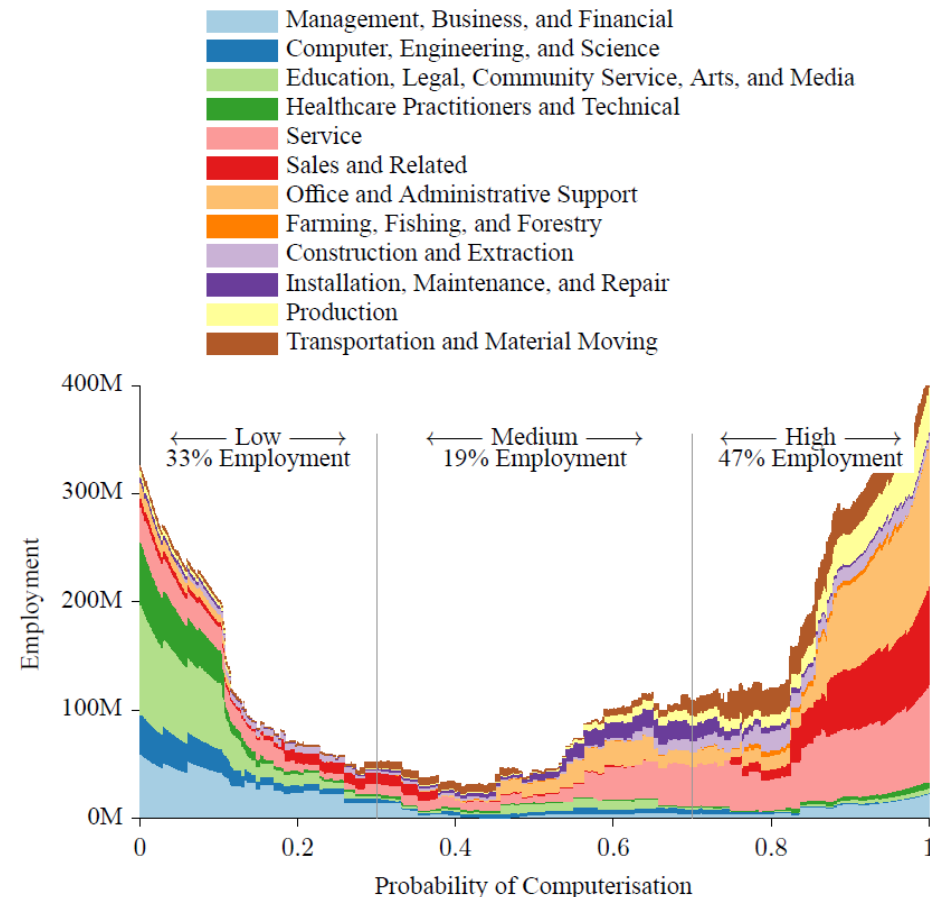 Management, Business, and Financial
Computer, Engineering, and Science
Education, Legal, Community Service, Arts, and Media
Healthcare Practitioners and Technical
Service
Sales and Related
Office and Administrative Support
Farming, Fishing, and Forestry
Construction and Extraction
Installation, Maintenance, and Repair
Production
Transportation and Material Moving
400M
Low
Medium
High
33% Employment
19% Employment
47% Employment
300M
200M
100M
0M
Employment
0
0.2
0.4
0.6
0.8
1
Probability of Computerisation